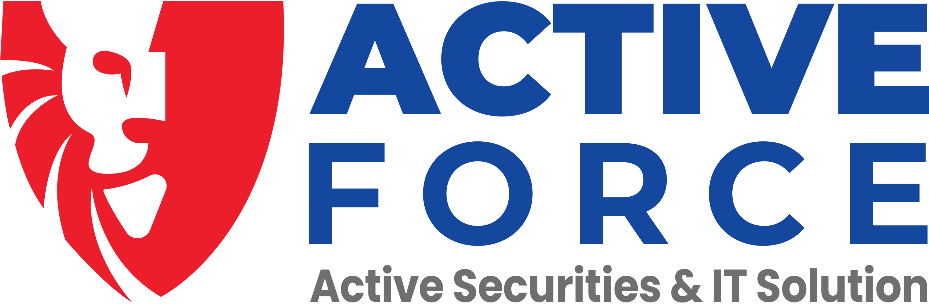 ACTIVE
FORCE
Active Securities & IT Solution